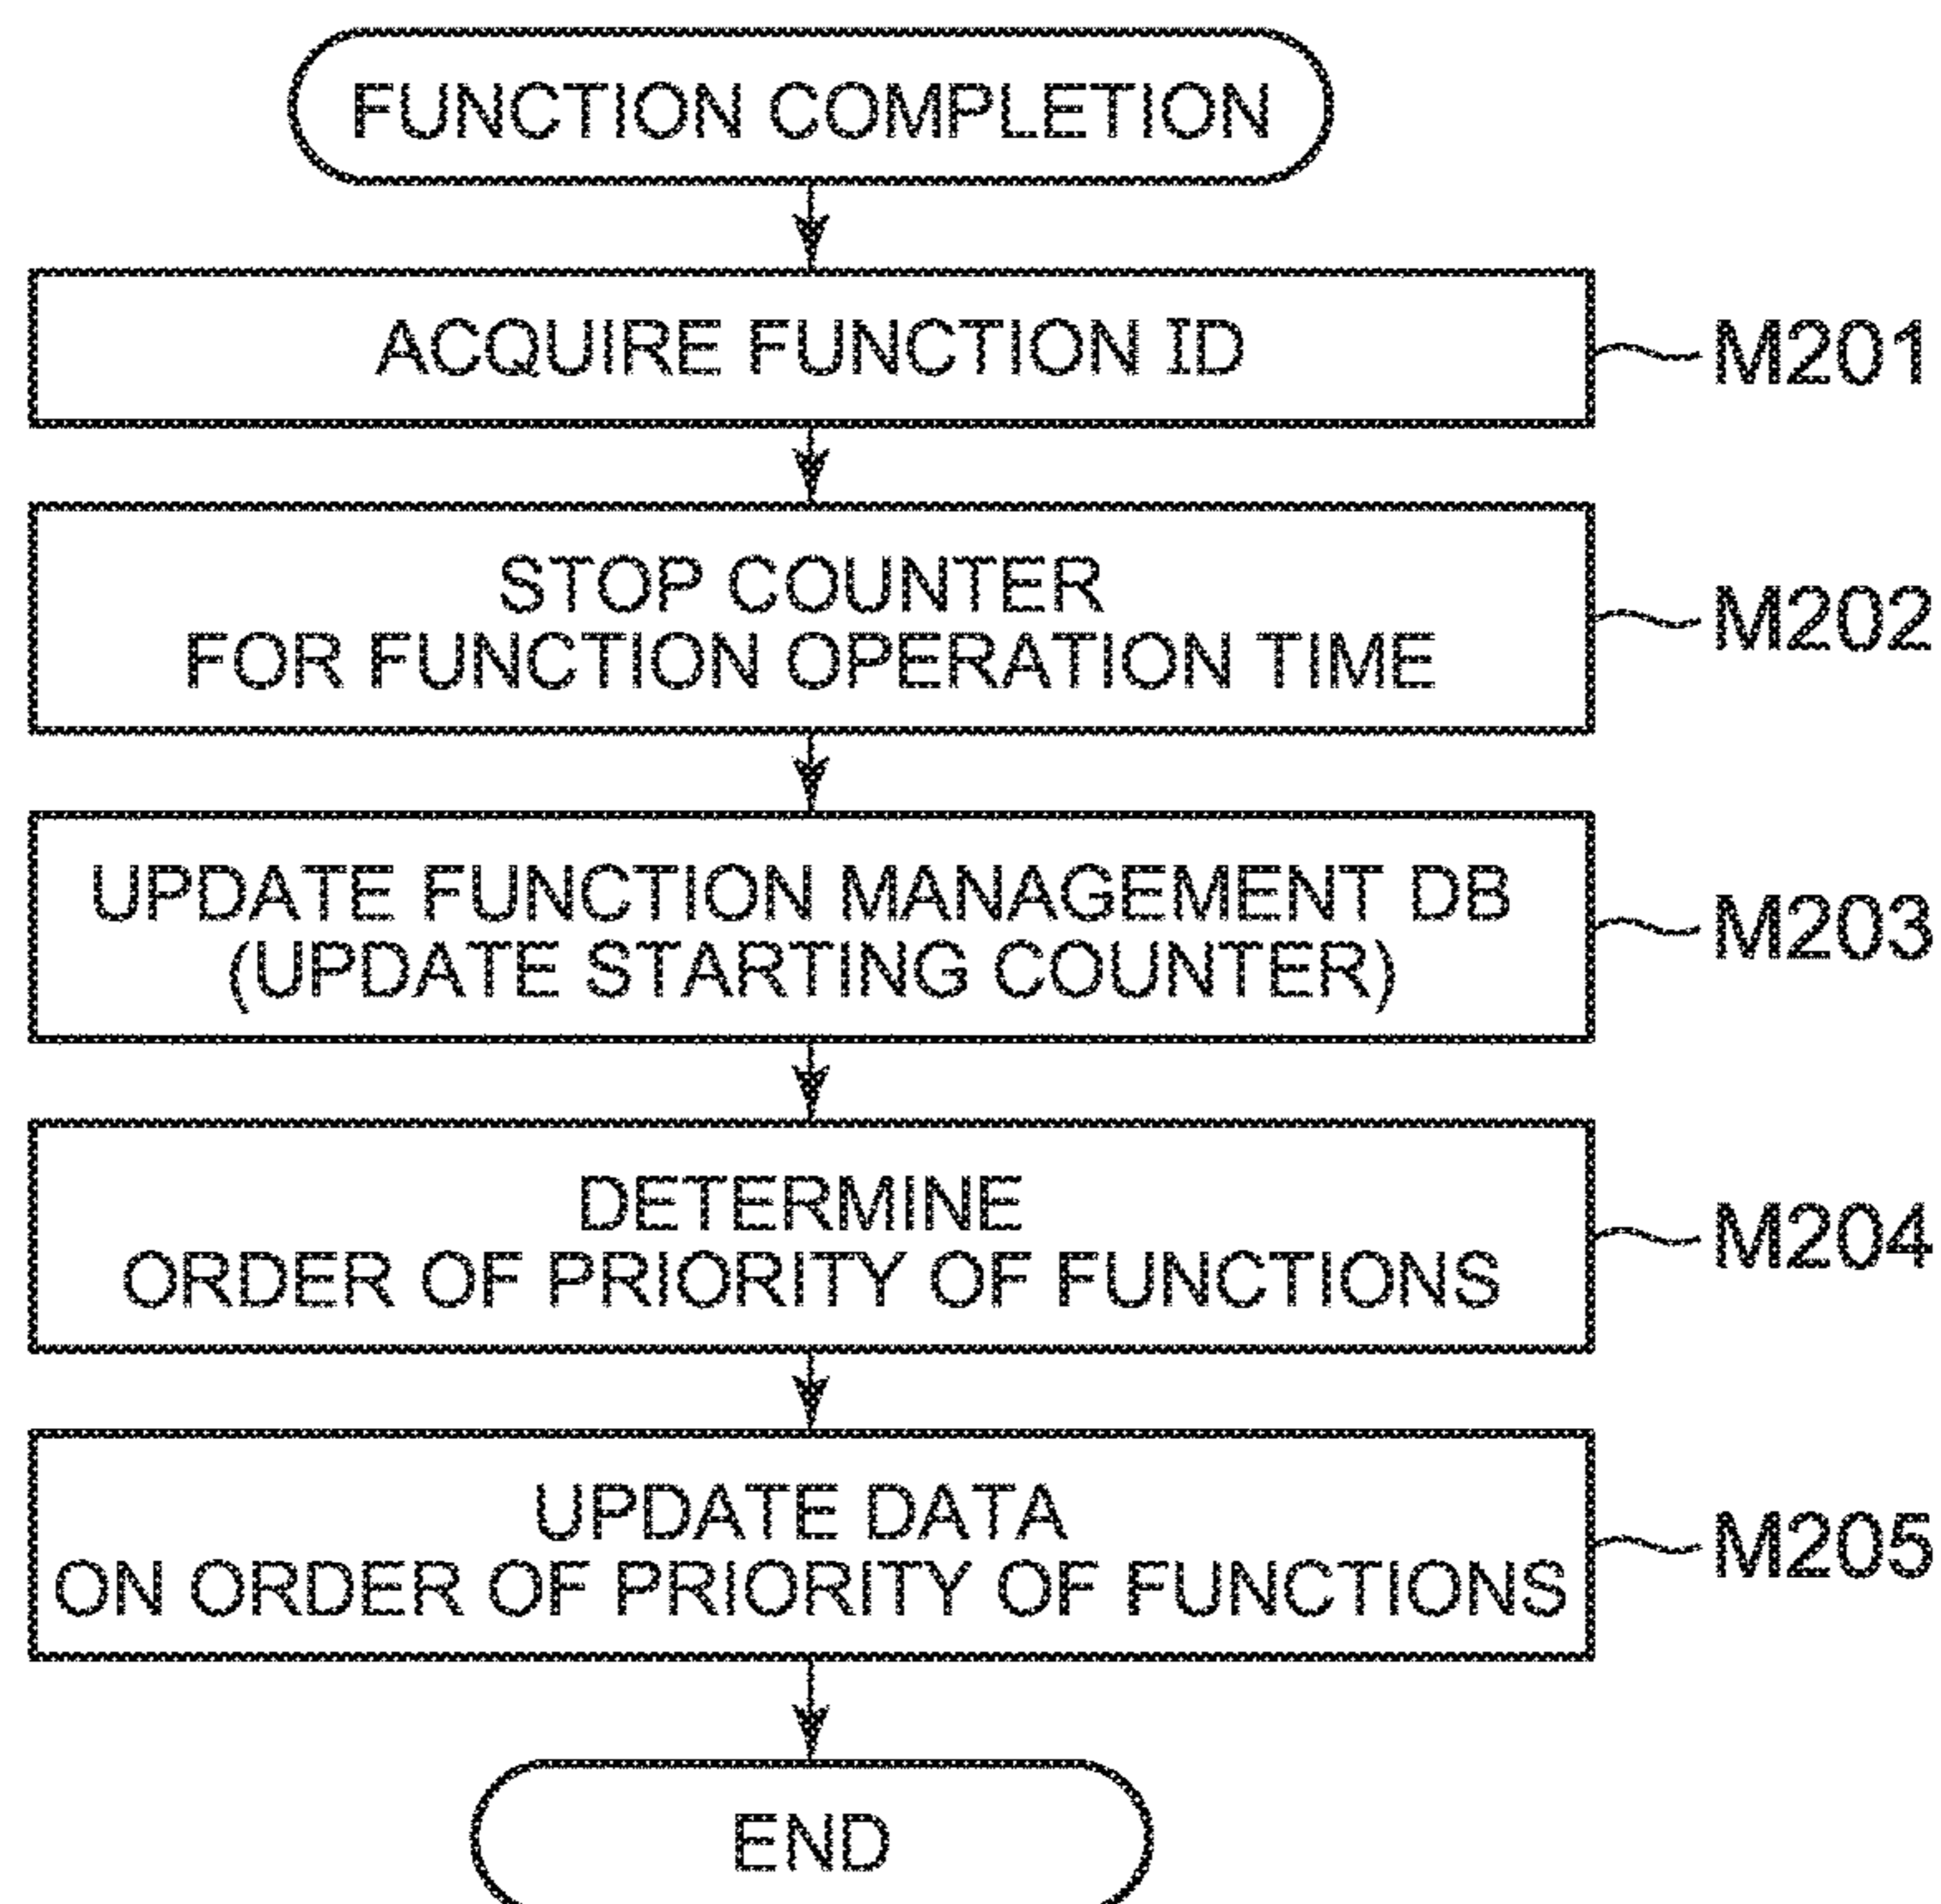 FUNCTION COMPLETION
ACQUIRE FUNCTION ID
M201
STOP COUNTER
FOR FUNCTION OPERATION TIME
M202
UPDATE FUNCTION MANAGEMENT DB
(UPDATE STARTING COUNTER)
M203
DETERMINE
ORDER OF PRIORITY OF FUNCTIONS
M204
UPDATE DATA
ON ORDER OF PRIORITY OF FUNCTIONS
M205
END